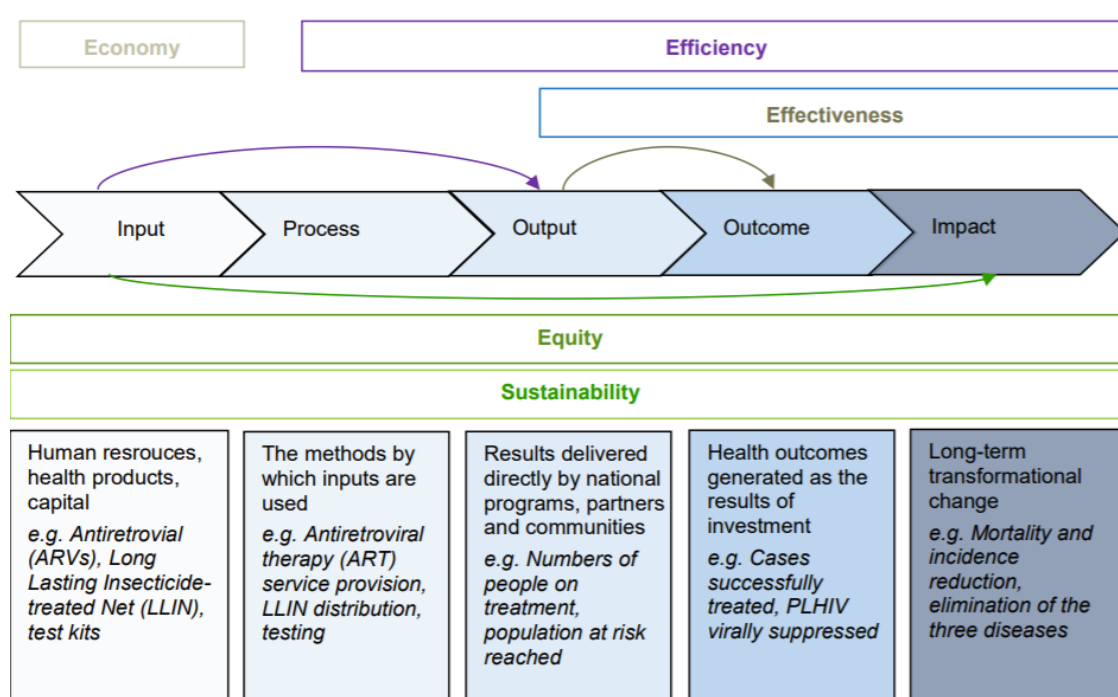 Economy
Efficiency
Effectiveness
Input
Process
Output
Outcome
Impact
Equity
Sustainability
Human resrouces,
health products,
capital
e.g. Antiretrovial
(ARVs), Long
Lasting Insecticide-
treated Net (LLIN),
test kits
The methods by
which inputs are
used
e.g. Antiretroviral
therapy (ART)
service provision,
LLIN distribution,
testing
Results delivered
directly by national
programs, partners
and communities
e.g. Numbers of
people on
treatment,
population at risk
reached
Health outcomes
generated as the
results of
investment
e.g. Cases
successfully
treated, PLHIV
virally suppressed
Long-term
transformational
change
e.g. Mortality and
incidence
reduction,
elimination of the
three diseases